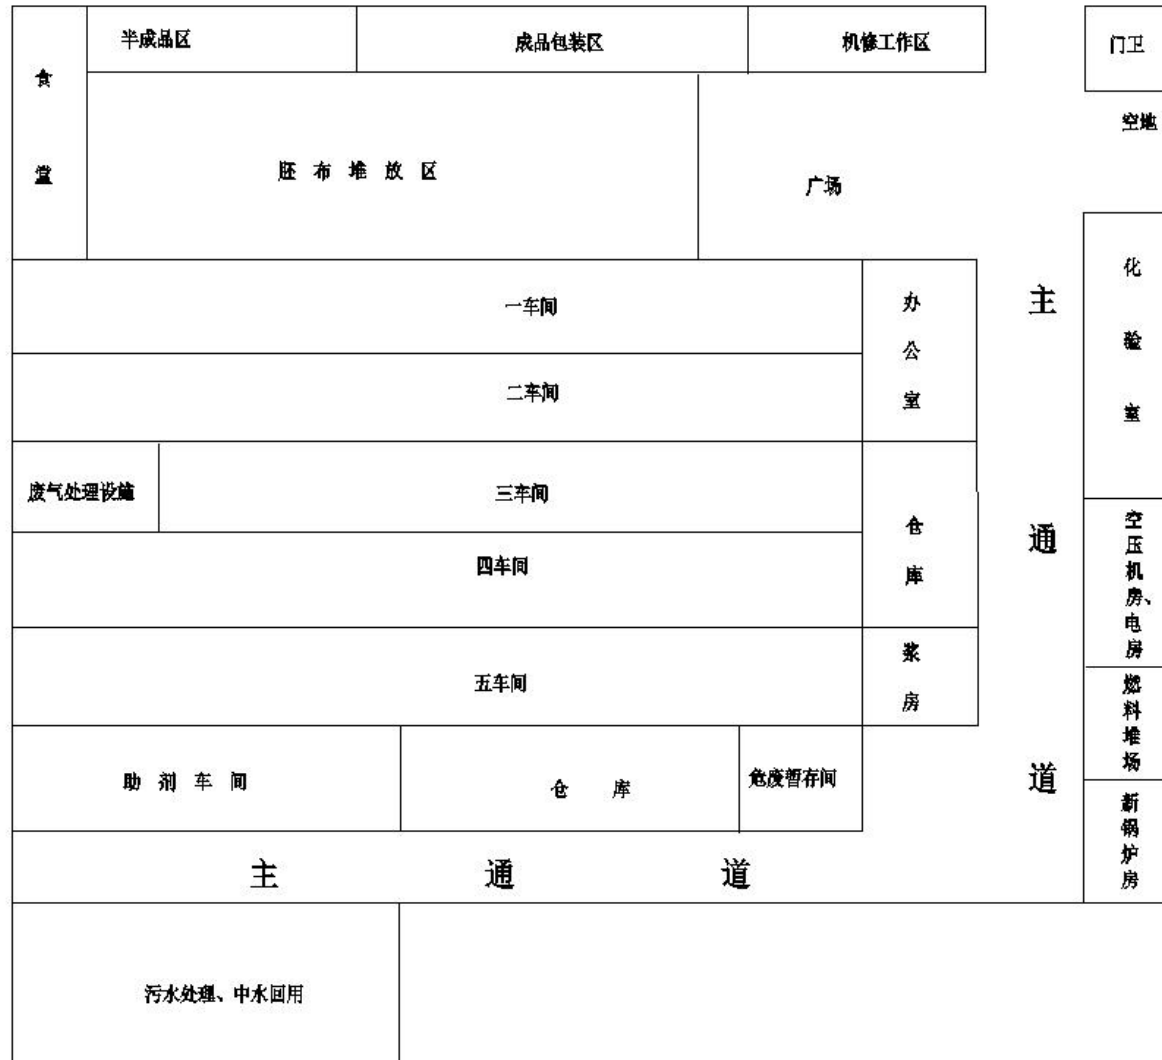 半成品区
成品包装区
机修工作区
门卫
食堂
空地
胚布堆放区
广场
化验室
一车间
办公室
主通道
二车间
废气处理设施
三车间
仓库
空压机房、电房
四车间
五车间
浆房
燃料堆场
助剂车间
仓库
危废暂存间
新锅炉房
主通道
污水处理、中水回用